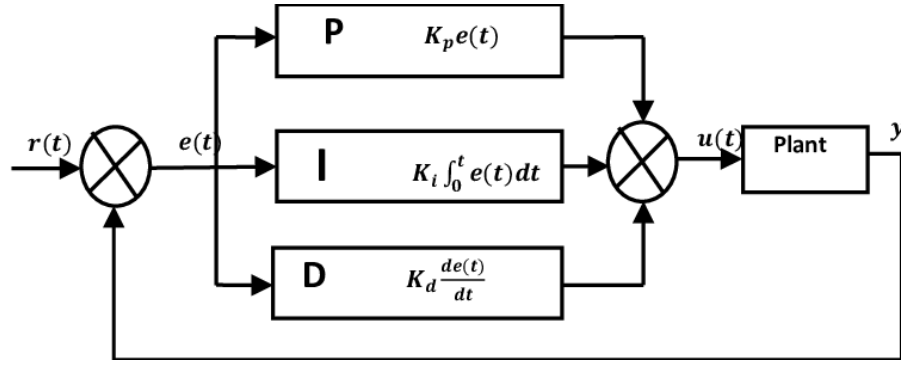 P K_p e(t)
r(t) e(t) I K_i ∫_0^t e(t)dt u(t) Plant y
D K_d de(t)/dt